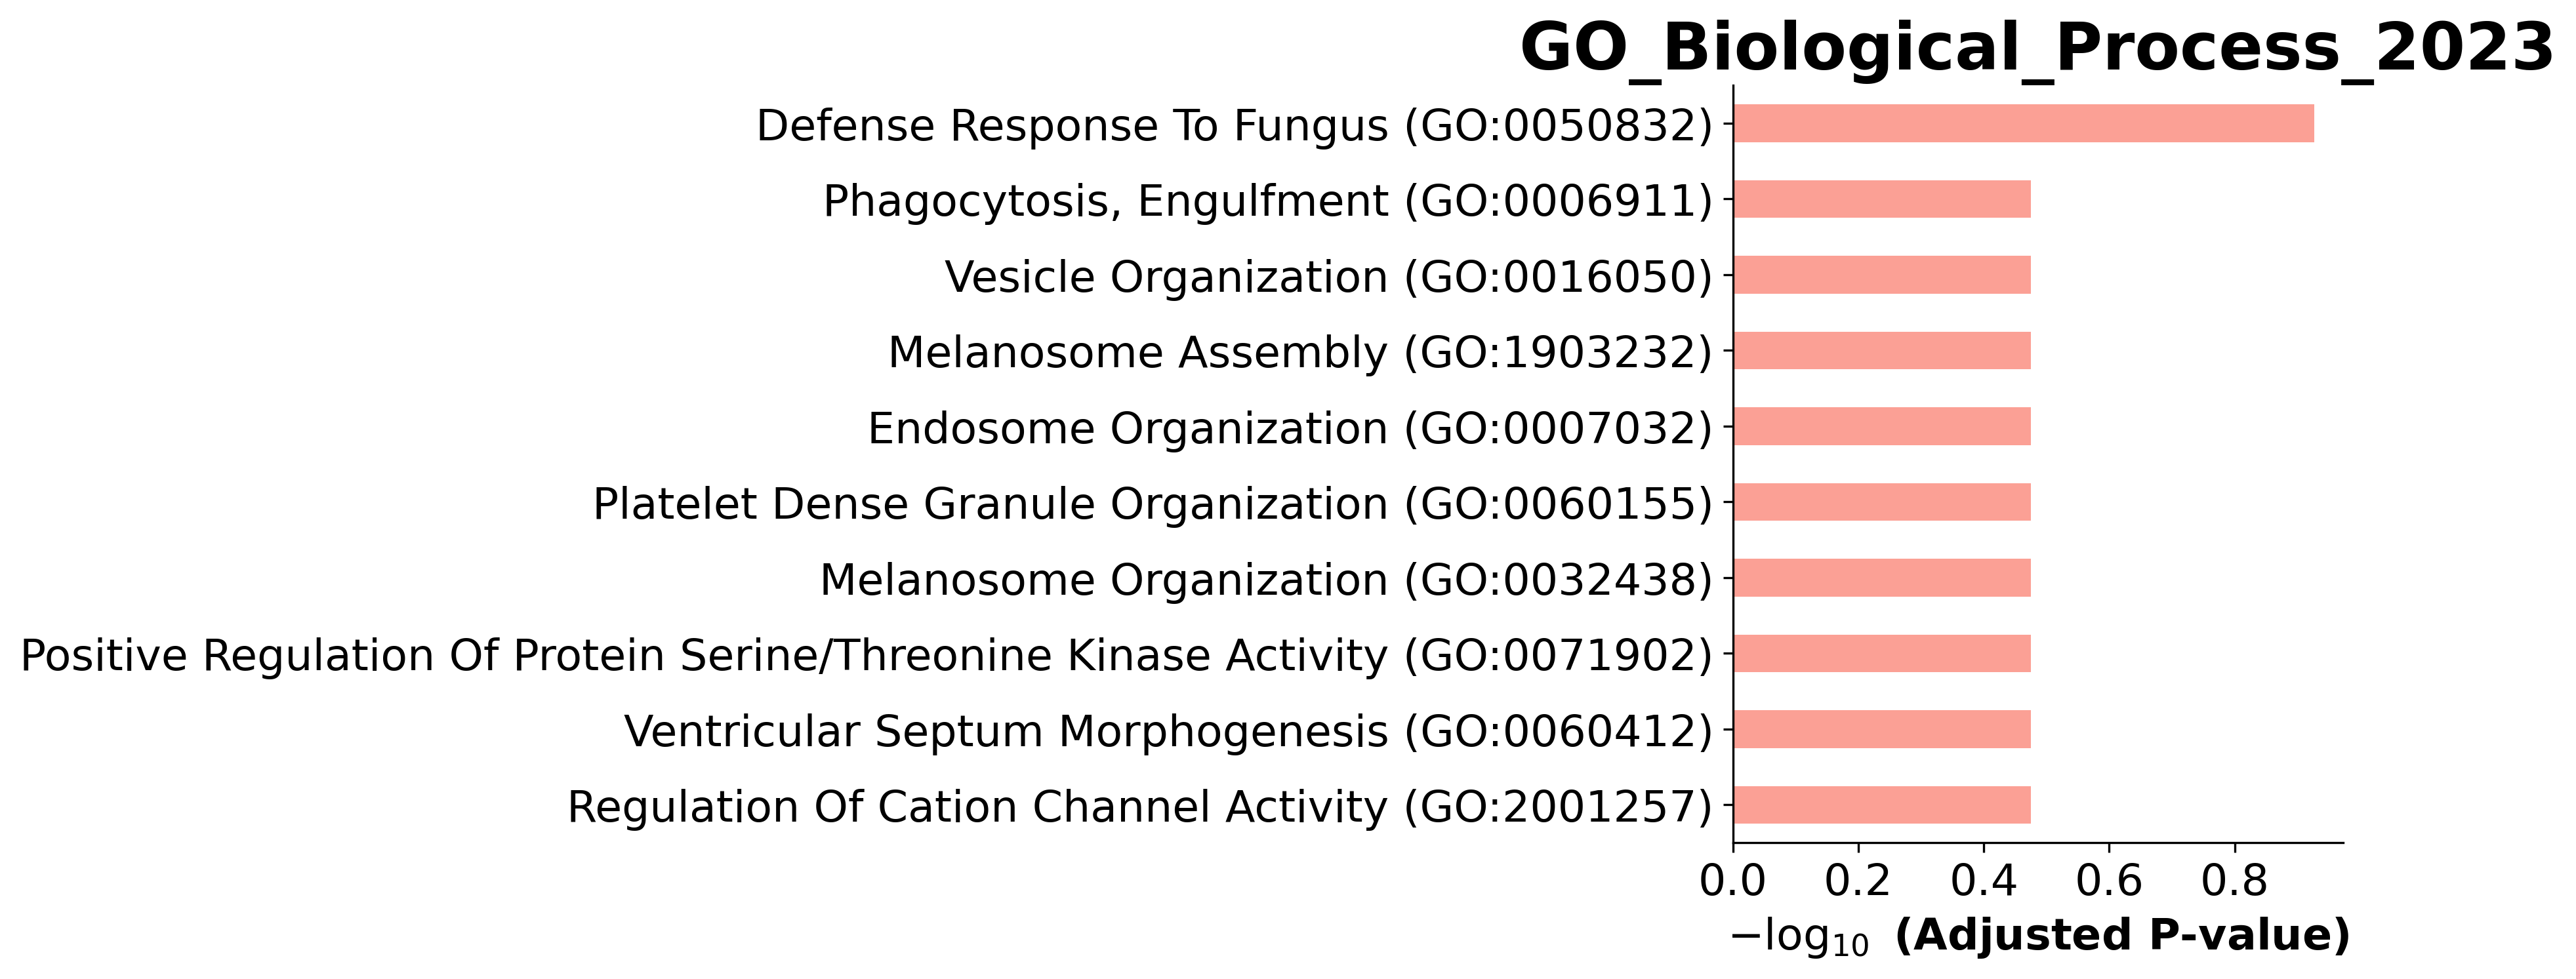 GO_Biological_Process_2023
Defense Response To Fungus (GO:0050832)
Phagocytosis, Engulfment (GO:0006911)
Vesicle Organization (GO:0016050)
Melanosome Assembly (GO:1903232)
Endosome Organization (GO:0007032)
Platelet Dense Granule Organization (GO:0060155)
Melanosome Organization (GO:0032438)
Positive Regulation Of Protein Serine/Threonine Kinase Activity (GO:0071902)
Ventricular Septum Morphogenesis (GO:0060412)
Regulation Of Cation Channel Activity (GO:2001257)
0.0 0.2 0.4 0.6 0.8
−log₁₀ (Adjusted P-value)